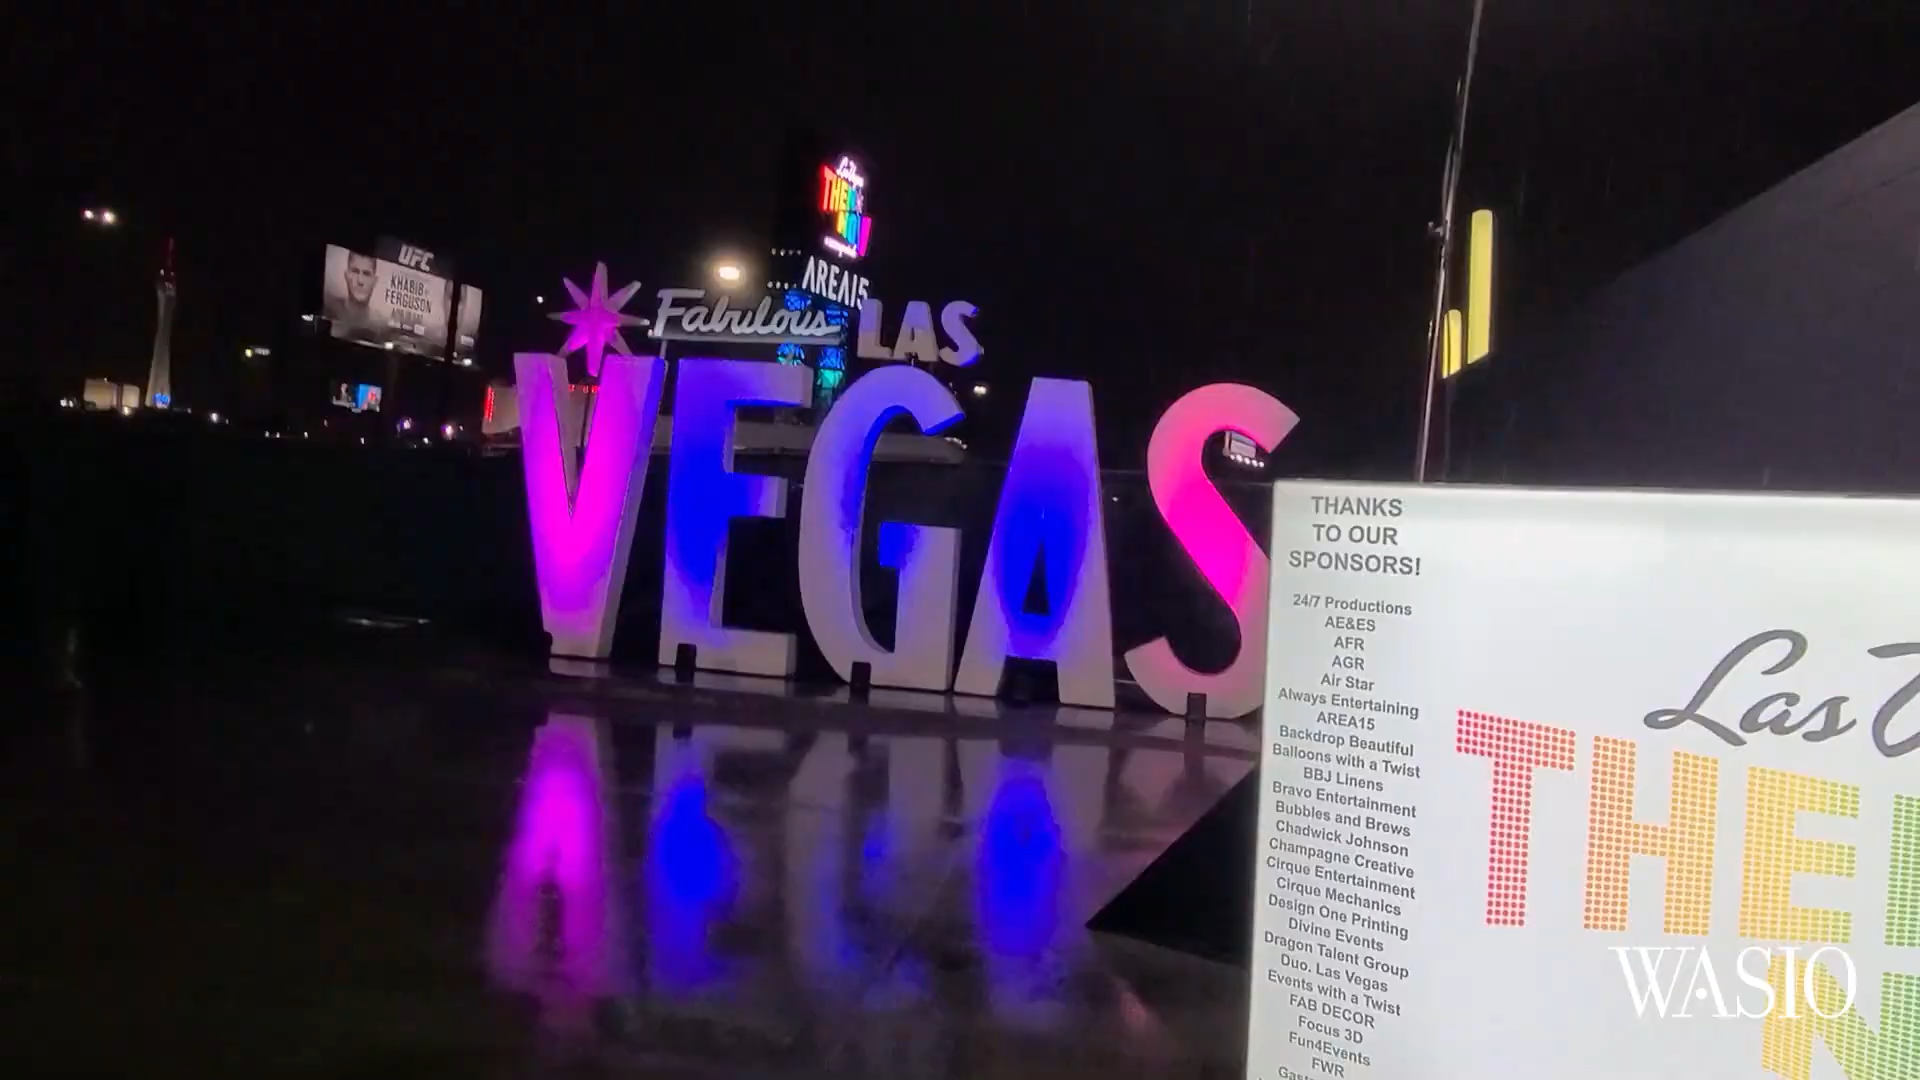 Las Vegas
THEN &
NOW
AREA15
UFC
KHABIB
FERGUSON
Fabulous
LAS
VEGAS
THANKS
TO OUR
SPONSORS!
24/7 Productions
AE&ES
AFR
AGR
Air Star
Always Entertaining
AREA15
Backdrop Beautiful
Balloons with a Twist
BBJ Linens
Bravo Entertainment
Bubbles and Brews
Chadwick Johnson
Champagne Creative
Cirque Entertainment
Cirque Mechanics
Design One Printing
Divine Events
Dragon Talent Group
Duo. Las Vegas
Events with a Twist
FAB DECOR
Focus 3D
Fun4Events
FWR
Las
THE
N
WASIO